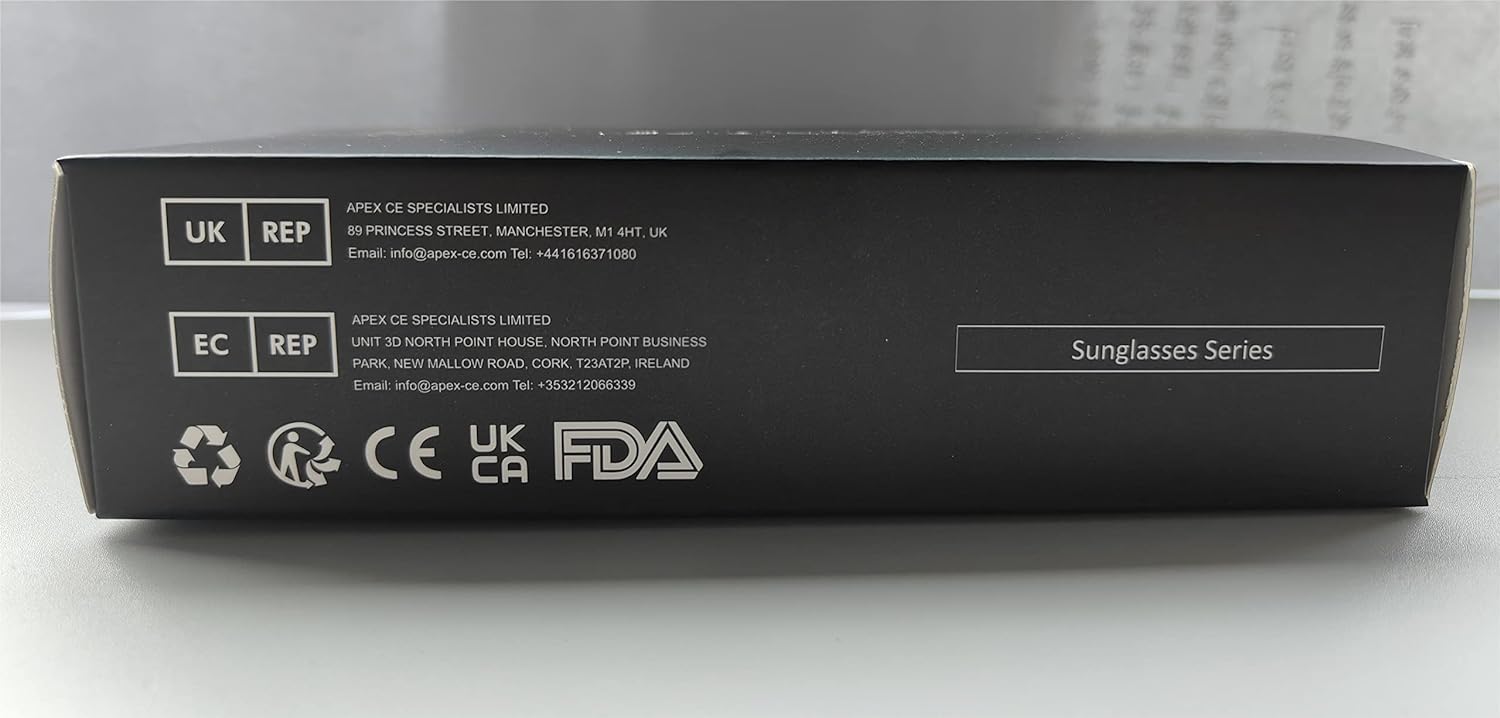 UK REP
APEX CE SPECIALISTS LIMITED
89 PRINCESS STREET, MANCHESTER, M1 4HT, UK
Email: info@apex-ce.com Tel: +441616371080
EC REP
APEX CE SPECIALISTS LIMITED
UNIT 3D NORTH POINT HOUSE, NORTH POINT BUSINESS
PARK, NEW MALLOW ROAD, CORK, T23AT2P, IRELAND
Email: info@apex-ce.com Tel: +353212066339
Sunglasses Series
CE
UK
CA
FDA